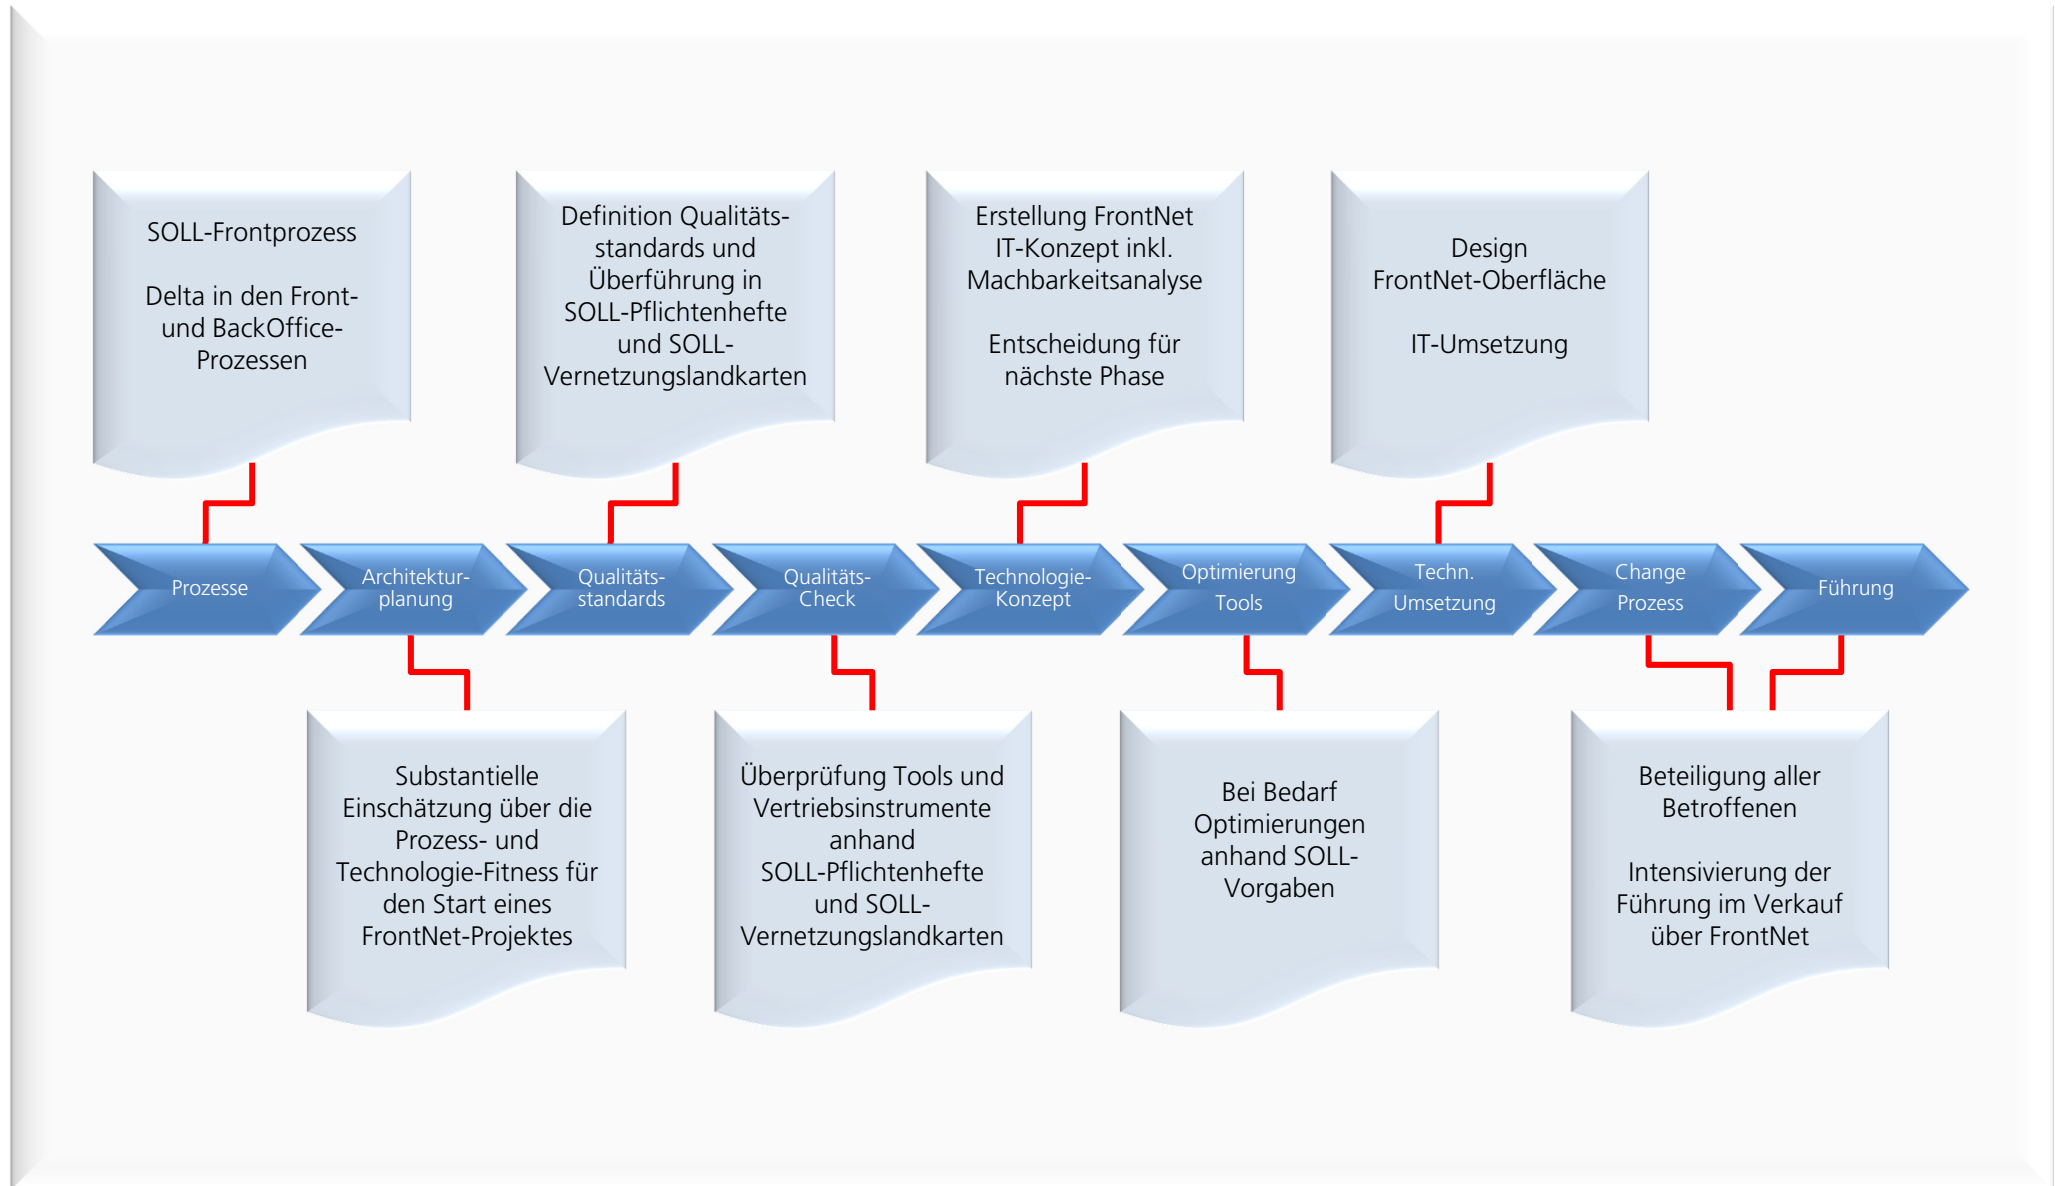 SOLL-Frontprozess
Delta in den Front-
und BackOffice-
Prozessen
Definition Qualitäts-
standards und
Überführung in
SOLL-Pflichtenhefte
und SOLL-
Vernetzungslandkarten
Erstellung FrontNet
IT-Konzept inkl.
Machbarkeitsanalyse
Entscheidung für
nächste Phase
Design
FrontNet-Oberfläche
IT-Umsetzung
Prozesse
Architektur-
planung
Qualitäts-
standards
Qualitäts-
Check
Technologie-
Konzept
Optimierung
Tools
Techn.
Umsetzung
Change
Prozess
Führung
Substantielle
Einschätzung über die
Prozess- und
Technologie-Fitness für
den Start eines
FrontNet-Projektes
Überprüfung Tools und
Vertriebsinstrumente
anhand
SOLL-Pflichtenhefte
und SOLL-
Vernetzungslandkarten
Bei Bedarf
Optimierungen
anhand SOLL-
Vorgaben
Beteiligung aller
Betroffenen
Intensivierung der
Führung im Verkauf
über FrontNet